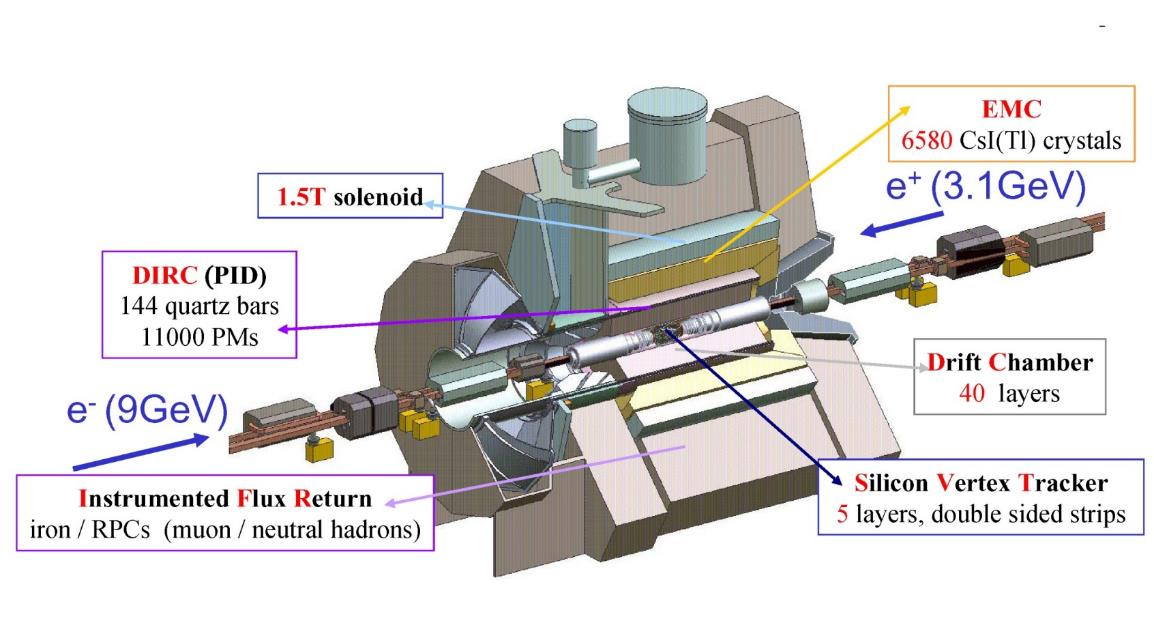 EMC
6580 CsI(Tl) crystals
e⁺ (3.1GeV)
1.5T solenoid
DIRC (PID)
144 quartz bars
11000 PMs
Drift Chamber
40 layers
e⁻ (9GeV)
Instrumented Flux Return
iron / RPCs (muon / neutral hadrons)
Silicon Vertex Tracker
5 layers, double sided strips